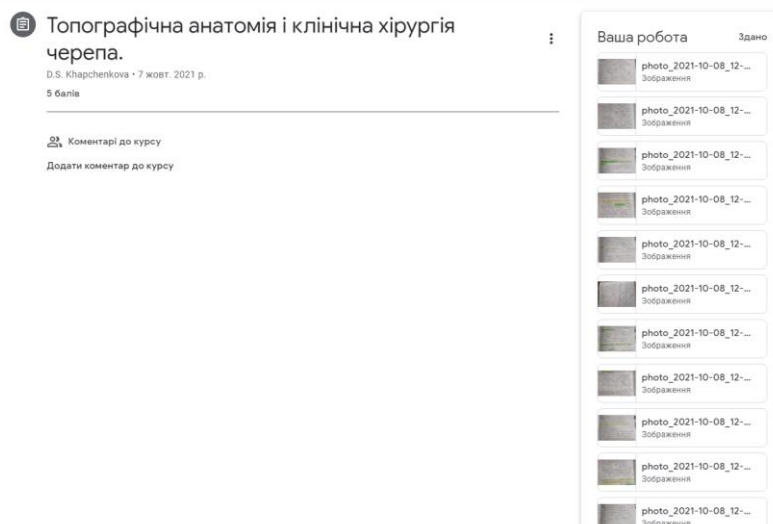 Топографічна анатомія і клінічна хірургія
черепа.
D.S. Khapchenkova • 7 жовт. 2021 р.
5 балів
Коментарі до курсу
Додати коментар до курсу
Ваша робота
Здано
photo_2021-10-08_12-...
Зображення
photo_2021-10-08_12-...
Зображення
photo_2021-10-08_12-...
Зображення
photo_2021-10-08_12-...
Зображення
photo_2021-10-08_12-...
Зображення
photo_2021-10-08_12-...
Зображення
photo_2021-10-08_12-...
Зображення
photo_2021-10-08_12-...
Зображення
photo_2021-10-08_12-...
Зображення
photo_2021-10-08_12-...
Зображення
photo_2021-10-08_12-...
Зображення